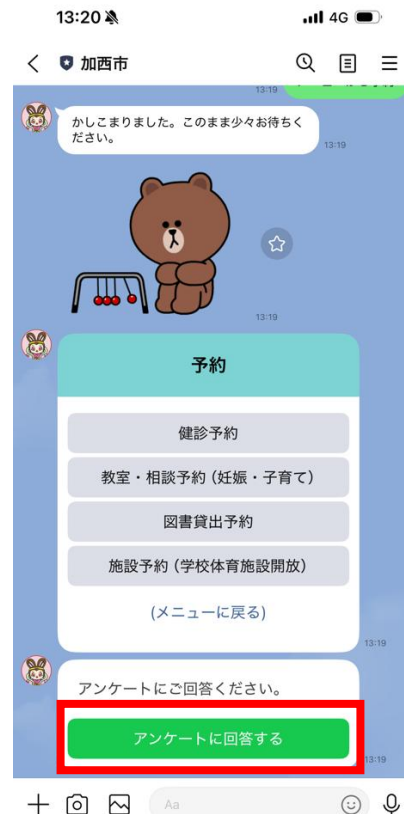 13:20
4G
加西市
13:19
かしこまりました。このまま少々お待ちく
ださい。
13:19
13:19
予約
健診予約
教室・相談予約（妊娠・子育て）
図書貸出予約
施設予約（学校体育施設開放）
(メニューに戻る)
13:19
アンケートにご回答ください。
アンケートに回答する
13:19
Aa